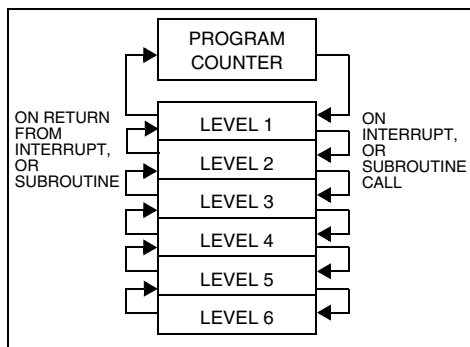 PROGRAM
COUNTER
ON RETURN
FROM
INTERRUPT,
OR
SUBROUTINE
LEVEL 1
LEVEL 2
LEVEL 3
LEVEL 4
LEVEL 5
LEVEL 6
ON
INTERRUPT,
OR
SUBROUTINE
CALL